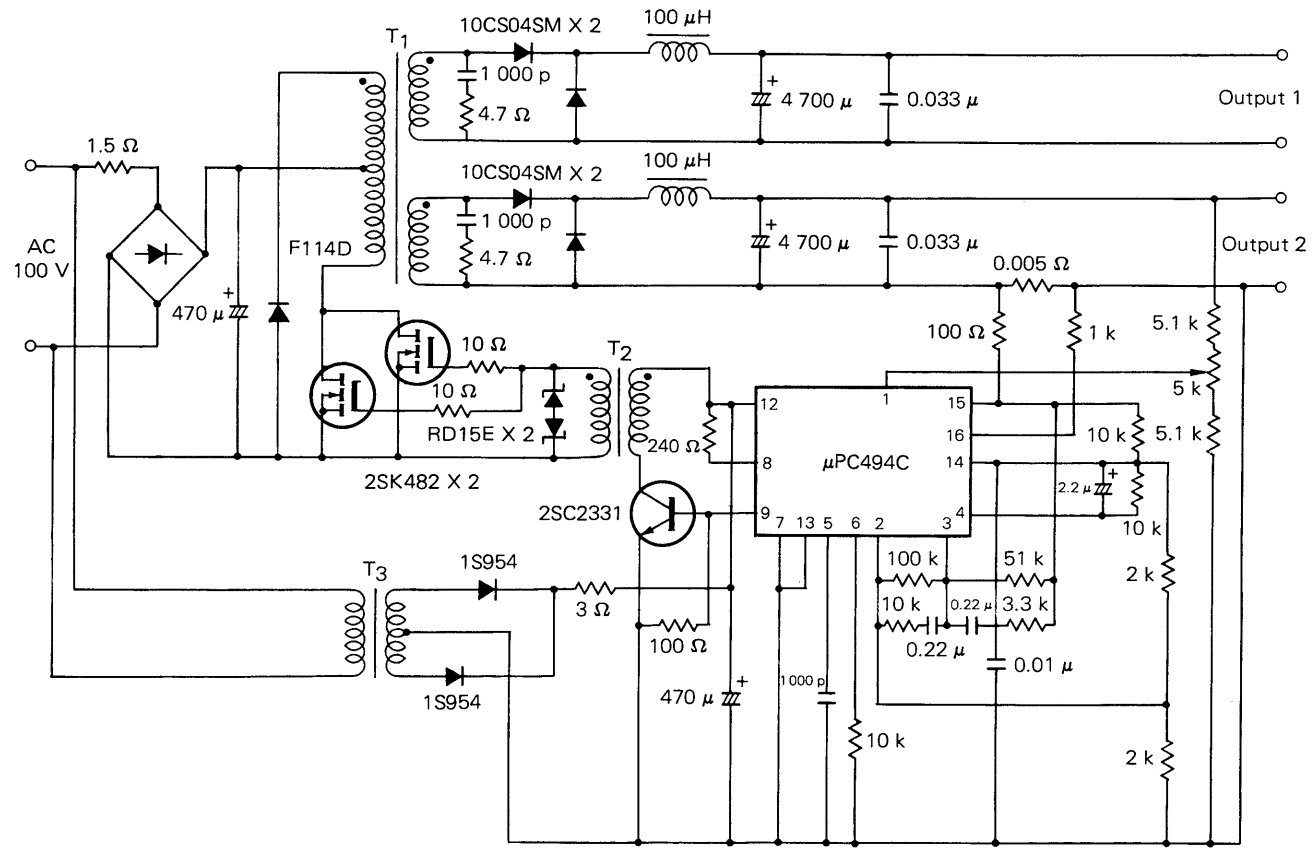 10CS04SM X 2
100 µH
T1
1 000 p
4.7 Ω
+
4 700 µ
0.033 µ
Output 1
1.5 Ω
10CS04SM X 2
100 µH
AC
100 V
F114D
1 000 p
4.7 Ω
+
4 700 µ
0.033 µ
Output 2
0.005 Ω
+
470 µ
100 Ω
1 k
5.1 k
5 k
5.1 k
10 Ω
10 Ω
T2
RD15E X 2
2SK482 X 2
240 Ω
12
8
9
1
µPC494C
15
16
14
4
7
13
5
6
2
3
10 k
+
2.2 µ
10 k
2SC2331
T3
1S954
3 Ω
1S954
100 Ω
+
470 µ
1 000 p
10 k
100 k
51 k
10 k
0.22 µ
3.3 k
0.22 µ
0.01 µ
2 k
2 k